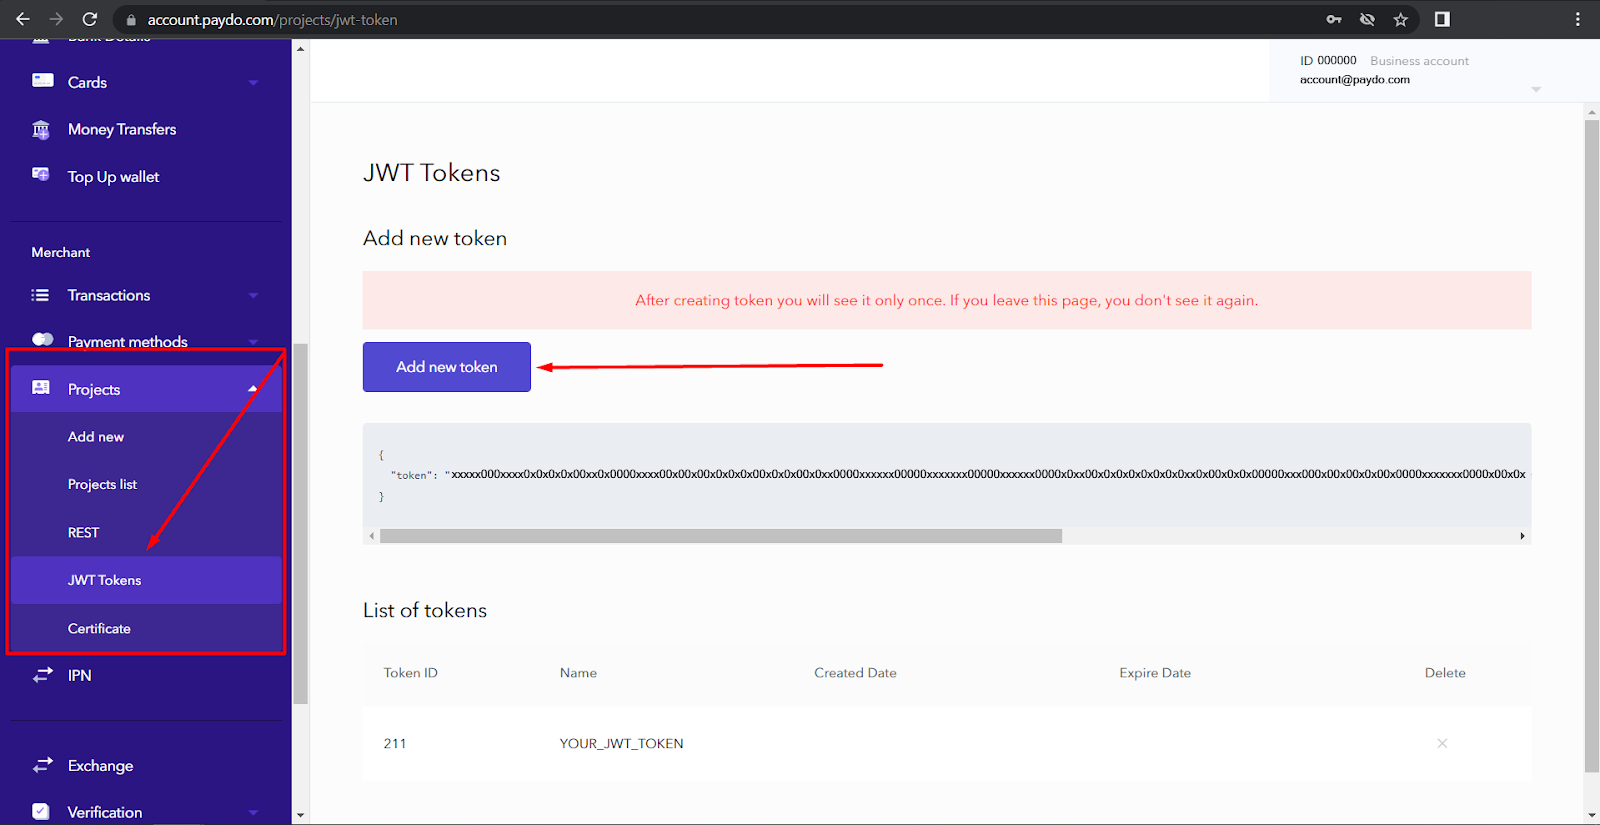 account.paydo.com/projects/jwt-token
Bank Details
Cards
Money Transfers
Top Up wallet
Merchant
Transactions
Payment methods
Projects
Add new
Projects list
REST
JWT Tokens
Certificate
IPN
Exchange
Verification
ID 000000 Business account
account@paydo.com
JWT Tokens
Add new token
After creating token you will see it only once. If you leave this page, you don't see it again.
Add new token
{
"token": "xxxxx000xxxx0x0x0x0x00xx0x0000xxxx00x00x00x0x0x0x00x0x0x00x0xx0000xxxxxx00000xxxxxxx00000xxxxxx0000x0xx00x0x0x0x0x0x0x0xx0x00x0x0x00000xxx000x00x00x0x00x0000xxxxxxx0000x00x0x
}
List of tokens
Token ID Name Created Date Expire Date Delete
211 YOUR_JWT_TOKEN